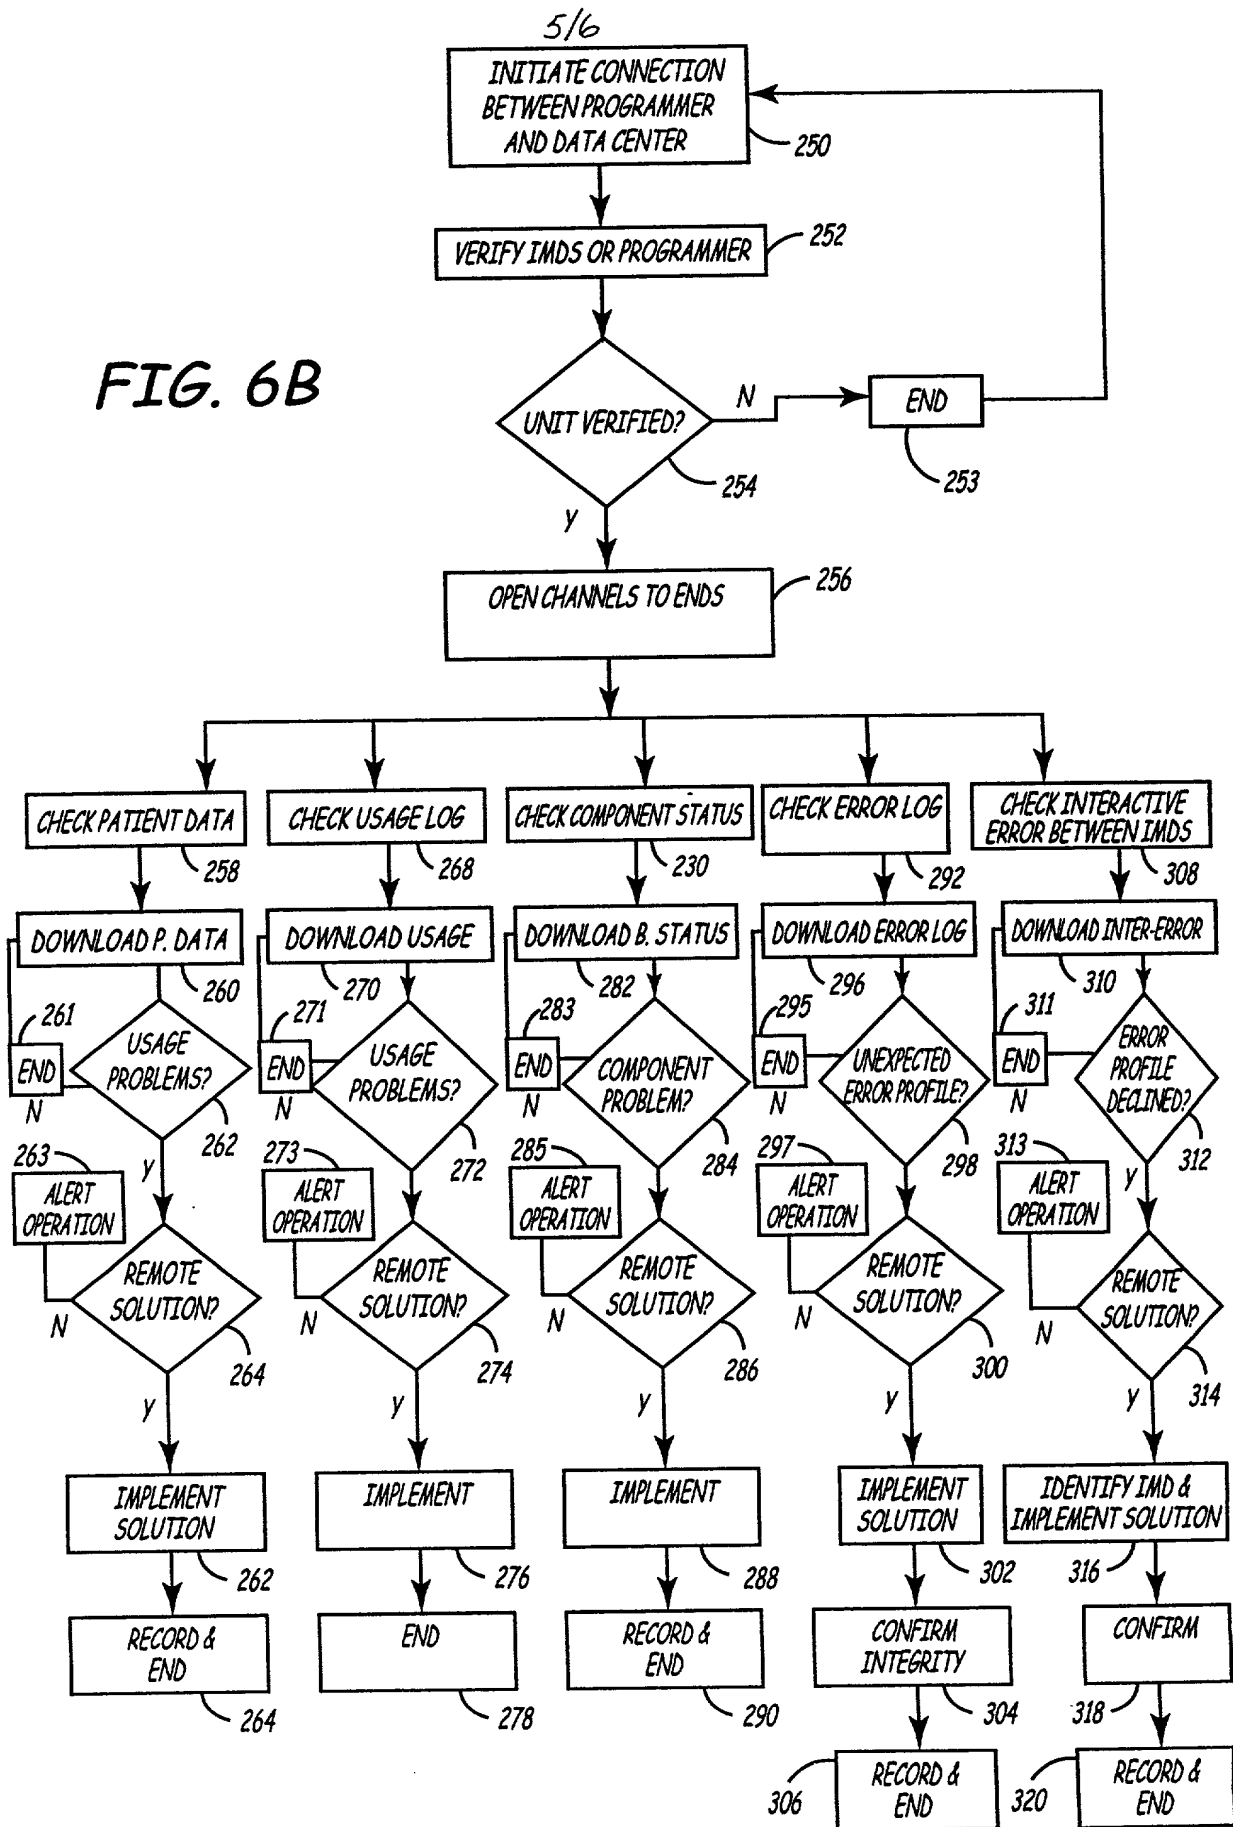 5/6
INITIATE CONNECTION
BETWEEN PROGRAMMER
AND DATA CENTER
250
VERIFY IMDS OR PROGRAMMER
252
FIG. 6B
UNIT VERIFIED?
254
N
END
253
Y
OPEN CHANNELS TO ENDS
256
CHECK PATIENT DATA
258
CHECK USAGE LOG
268
CHECK COMPONENT STATUS
230
CHECK ERROR LOG
292
CHECK INTERACTIVE
ERROR BETWEEN IMDS
308
DOWNLOAD P. DATA
260
DOWNLOAD USAGE
270
DOWNLOAD B. STATUS
282
DOWNLOAD ERROR LOG
296
DOWNLOAD INTER-ERROR
310
261
END
N
USAGE
PROBLEMS?
262
Y
271
END
N
USAGE
PROBLEMS?
272
283
END
N
COMPONENT
PROBLEM?
284
295
END
N
UNEXPECTED
ERROR PROFILE?
298
311
END
N
ERROR
PROFILE
DECLINED?
312
Y
263
ALERT
OPERATION
N
REMOTE
SOLUTION?
264
Y
273
ALERT
OPERATION
N
REMOTE
SOLUTION?
274
Y
285
ALERT
OPERATION
N
REMOTE
SOLUTION?
286
Y
297
ALERT
OPERATION
N
REMOTE
SOLUTION?
300
Y
313
ALERT
OPERATION
N
REMOTE
SOLUTION?
314
Y
IMPLEMENT
SOLUTION
262
IMPLEMENT
276
IMPLEMENT
288
IMPLEMENT
SOLUTION
302
IDENTIFY IMD &
IMPLEMENT SOLUTION
316
RECORD &
END
264
END
278
RECORD &
END
290
CONFIRM
INTEGRITY
304
CONFIRM
318
306
RECORD &
END
320
RECORD &
END